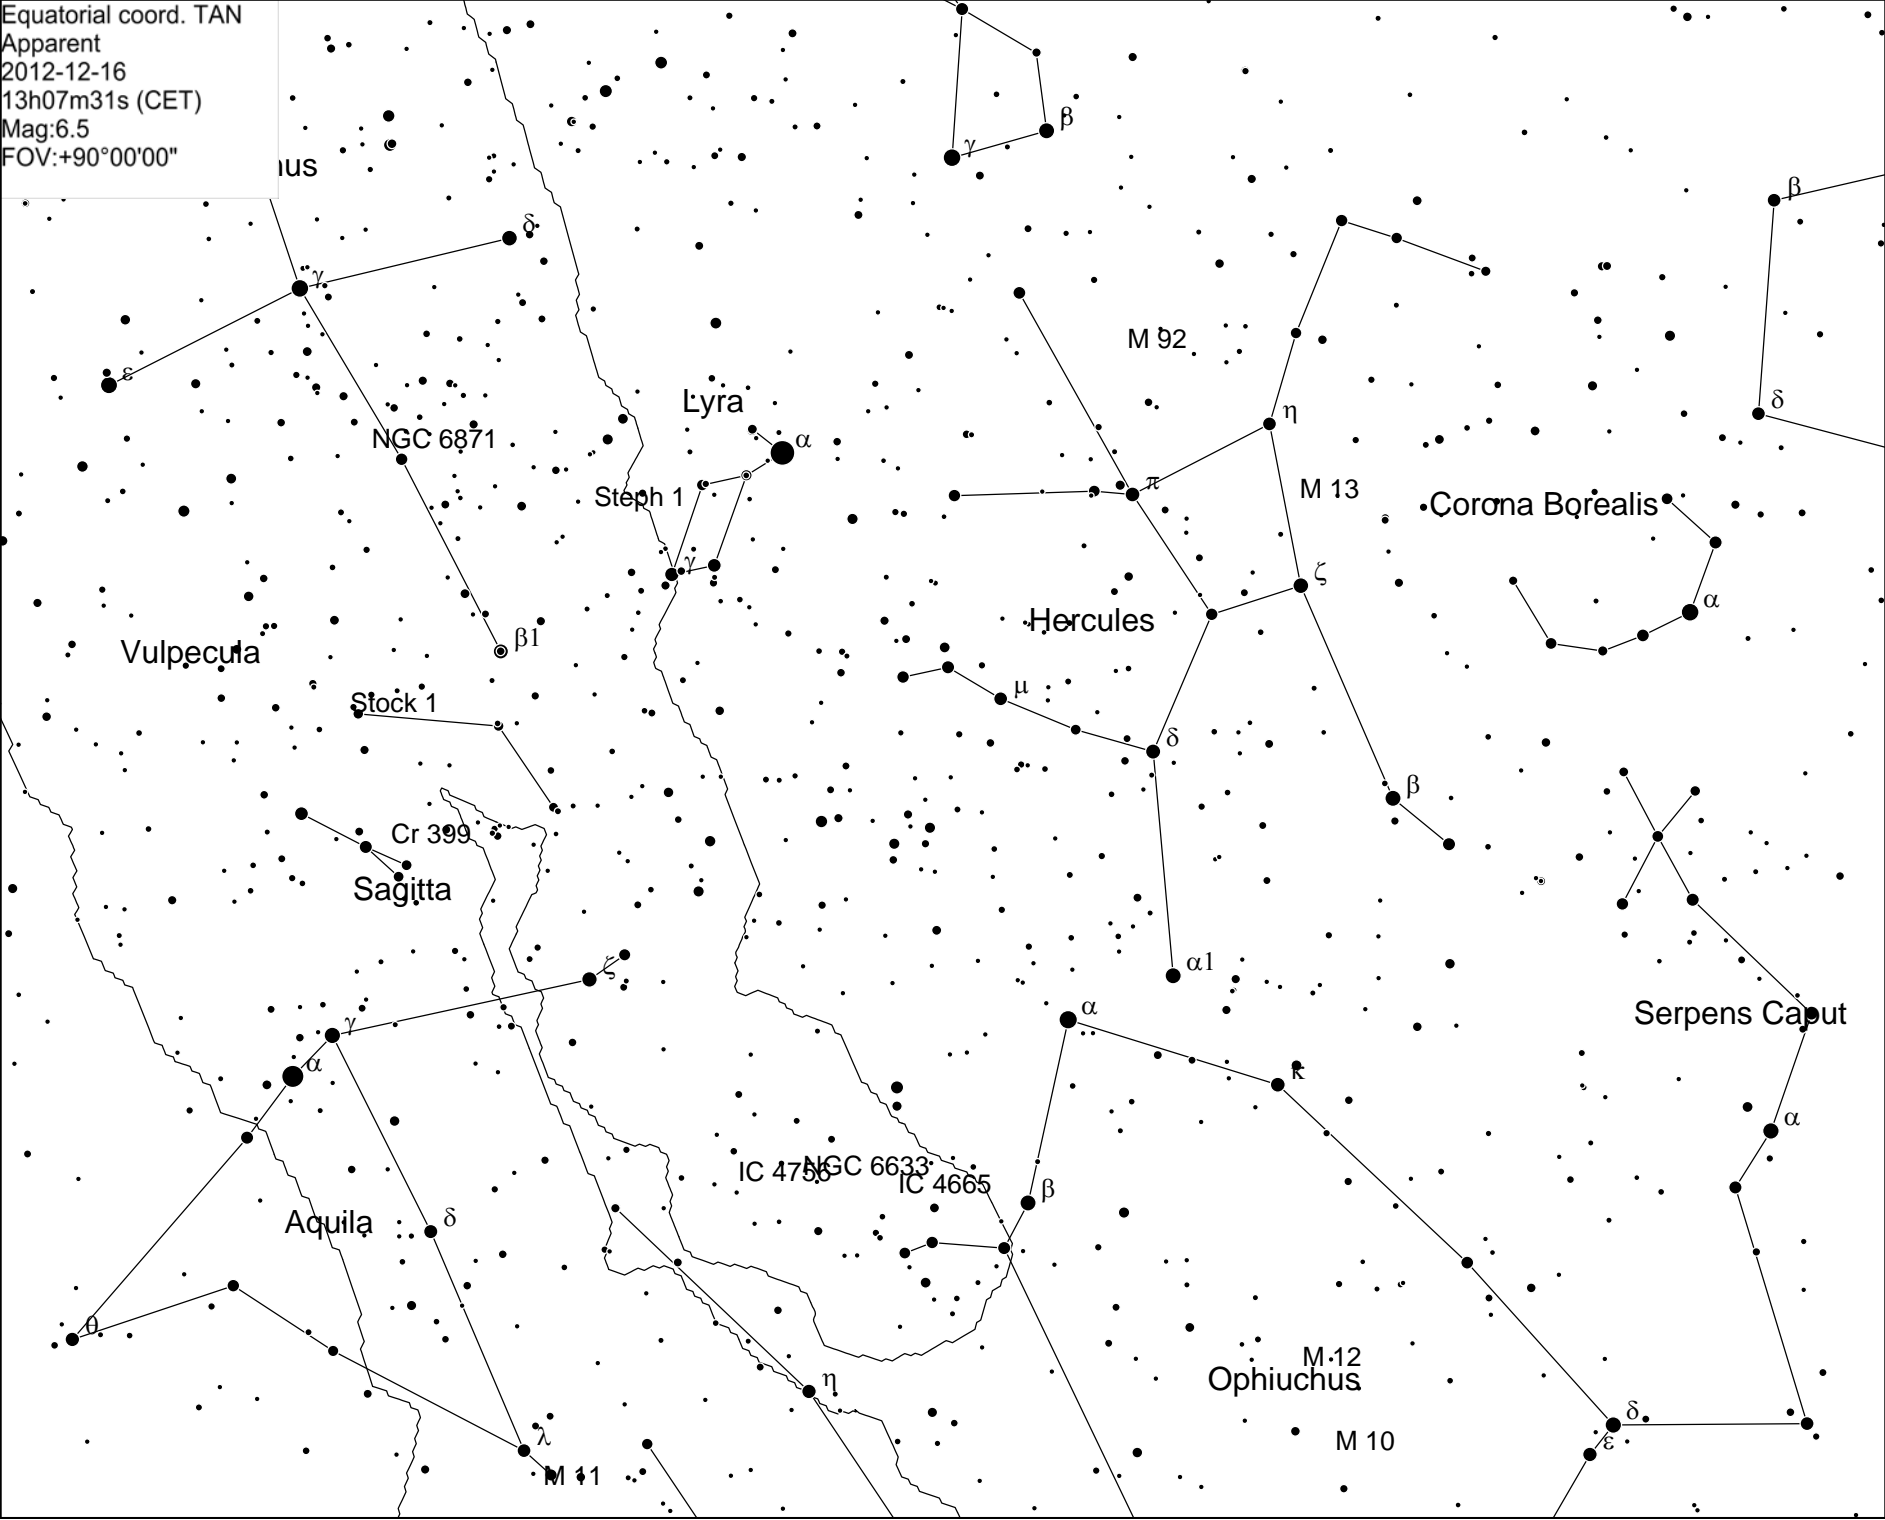 Equatorial coord. TAN
Apparent
2012-12-16
13h07m31s (CET)
Mag:6.5
FOV:+90°00'00"
β
γ
β
δ
γ
ε
M 92
Lyra
α
η
δ
NGC 6871
Steph 1
π
M 13
Corona Borealis
γ
ζ
α
Hercules
β1
Vulpecula
μ
Stock 1
δ
β
Cr 399
Sagitta
ζ
α1
α
γ
Serpens Caput
α
κ
α
IC 4756
NGC 6633
IC 4665
β
Aquila
δ
θ
M 12
Ophiuchus
η
δ
λ
ε
M 10
M 11